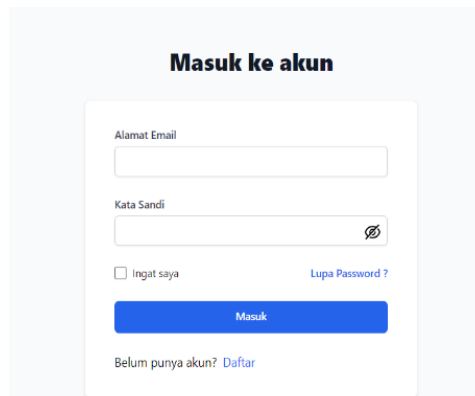 Masuk ke akun
Alamat Email
Kata Sandi
Ingat saya
Lupa Password ?
Masuk
Belum punya akun? Daftar